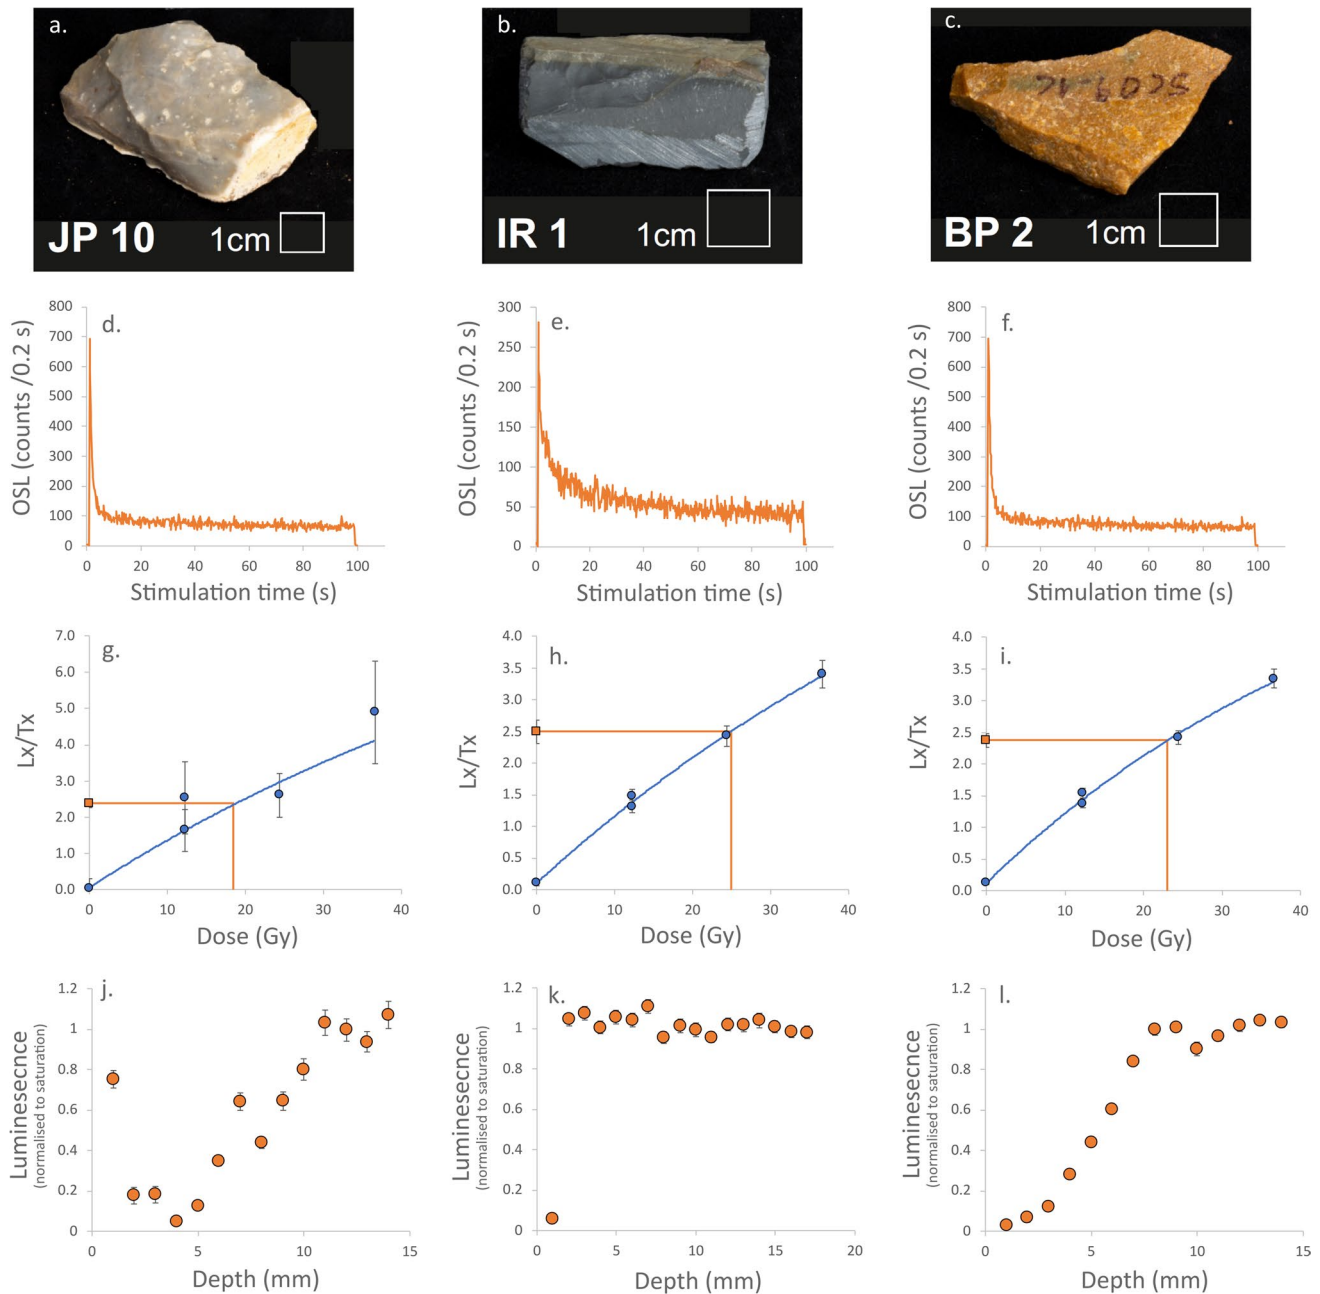 a.
JP 10 1cm
b.
IR 1 1cm
c.
SC09-1C
BP 2 1cm
d.
OSL (counts /0.2 s)
800
700
600
500
400
300
200
100
0
0 20 40 60 80 100
Stimulation time (s)
e.
OSL (counts /0.2 s)
300
250
200
150
100
50
0
0 20 40 60 80 100
Stimulation time (s)
f.
OSL (counts /0.2 s)
800
700
600
500
400
300
200
100
0
0 20 40 60 80 100
Stimulation time (s)
g.
Lx/Tx
7.0
6.0
5.0
4.0
3.0
2.0
1.0
0.0
0 10 20 30 40
Dose (Gy)
h.
Lx/Tx
4.0
3.5
3.0
2.5
2.0
1.5
1.0
0.5
0.0
0 10 20 30 40
Dose (Gy)
i.
Lx/Tx
4.0
3.5
3.0
2.5
2.0
1.5
1.0
0.5
0.0
0 10 20 30 40
Dose (Gy)
j.
Luminesecnce
(normalised to saturation)
1.2
1
0.8
0.6
0.4
0.2
0
0 5 10 15
Depth (mm)
k.
Luminesecnce
(normalised to saturation)
1.2
1
0.8
0.6
0.4
0.2
0
0 5 10 15 20
Depth (mm)
l.
Luminesecnce
(normalised to saturation)
1.2
1
0.8
0.6
0.4
0.2
0
0 5 10 15
Depth (mm)